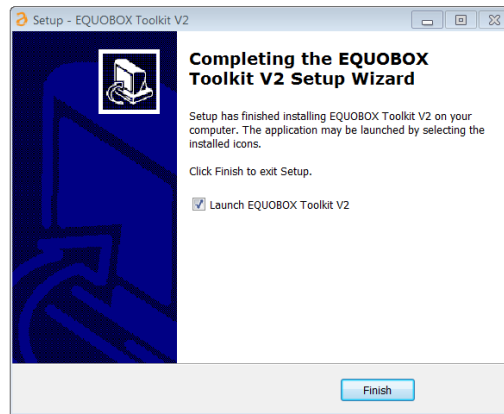 Setup - EQUOBOX Toolkit V2
Completing the EQUOBOX
Toolkit V2 Setup Wizard
Setup has finished installing EQUOBOX Toolkit V2 on your
computer. The application may be launched by selecting the
installed icons.
Click Finish to exit Setup.
Launch EQUOBOX Toolkit V2
Finish